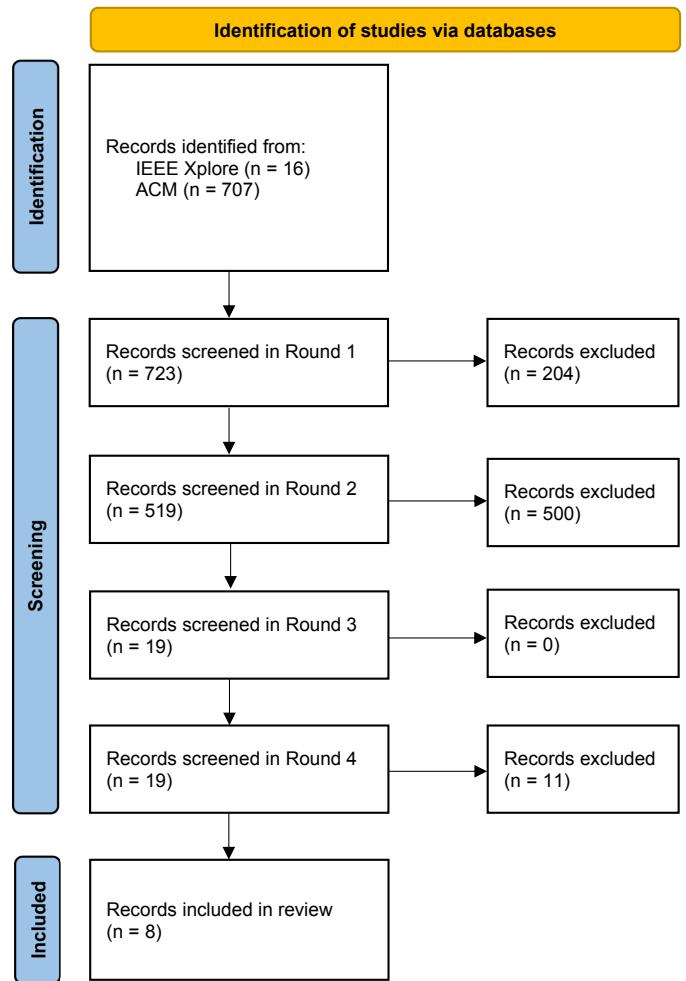 Identification of studies via databases
Identification
Records identified from:
IEEE Xplore (n = 16)
ACM (n = 707)
Screening
Records screened in Round 1
(n = 723)
Records excluded
(n = 204)
Records screened in Round 2
(n = 519)
Records excluded
(n = 500)
Records screened in Round 3
(n = 19)
Records excluded
(n = 0)
Records screened in Round 4
(n = 19)
Records excluded
(n = 11)
Included
Records included in review
(n = 8)